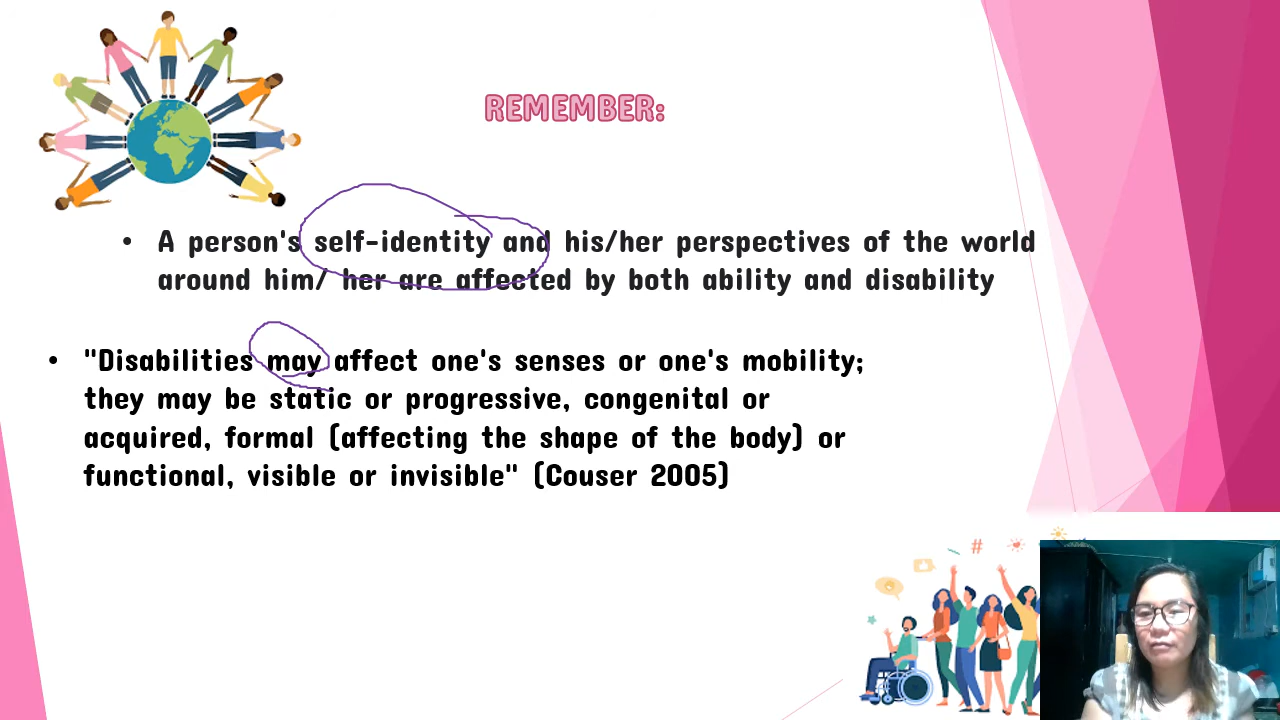 REMEMBER:
• A person's self-identity and his/her perspectives of the world
around him/ her are affected by both ability and disability
• "Disabilities may affect one's senses or one's mobility;
they may be static or progressive, congenital or
acquired, formal (affecting the shape of the body) or
functional, visible or invisible" (Couser 2005)
#